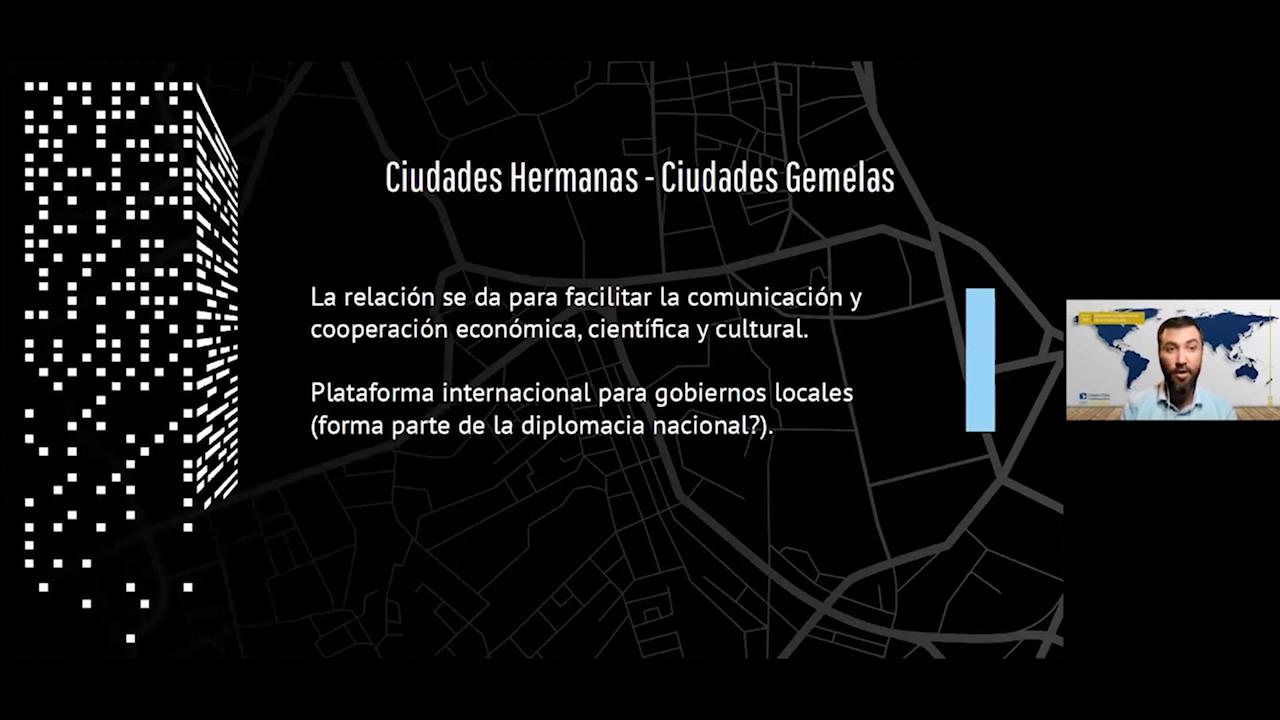 Ciudades Hermanas - Ciudades Gemelas
La relación se da para facilitar la comunicación y
cooperación económica, científica y cultural.
Plataforma internacional para gobiernos locales
(forma parte de la diplomacia nacional?).